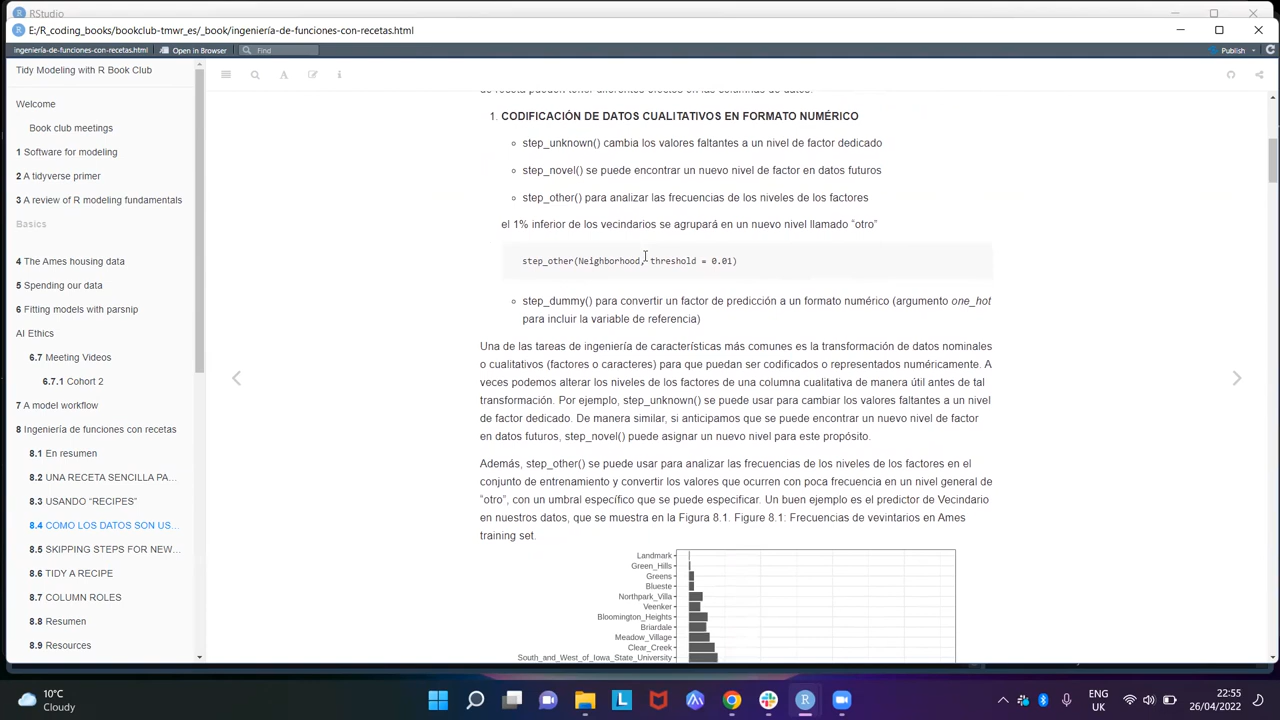 RStudio
E:/R_coding_books/bookclub-tmwr_es/_book/ingeniería-de-funciones-con-recetas.html
ingeniería-de-funciones-con-recetas.html Open in Browser Find Publish
Tidy Modeling with R Book Club
Welcome
Book club meetings
1 Software for modeling
2 A tidyverse primer
3 A review of R modeling fundamentals
Basics
4 The Ames housing data
5 Spending our data
6 Fitting models with parsnip
AI Ethics
6.7 Meeting Videos
6.7.1 Cohort 2
7 A model workflow
8 Ingeniería de funciones con recetas
8.1 En resumen
8.2 UNA RECETA SENCILLA PA...
8.3 USANDO “RECIPES”
8.4 COMO LOS DATOS SON US...
8.5 SKIPPING STEPS FOR NEW...
8.6 TIDY A RECIPE
8.7 COLUMN ROLES
8.8 Resumen
8.9 Resources
de receta pueden tener diferentes efectos en las columnas de datos.
1. CODIFICACIÓN DE DATOS CUALITATIVOS EN FORMATO NUMÉRICO
step_unknown() cambia los valores faltantes a un nivel de factor dedicado
step_novel() se puede encontrar un nuevo nivel de factor en datos futuros
step_other() para analizar las frecuencias de los niveles de los factores
el 1% inferior de los vecindarios se agrupará en un nuevo nivel llamado “otro”
step_other(Neighborhood, threshold = 0.01)
step_dummy() para convertir un factor de predicción a un formato numérico (argumento one_hot
para incluir la variable de referencia)
Una de las tareas de ingeniería de características más comunes es la transformación de datos nominales
o cualitativos (factores o caracteres) para que puedan ser codificados o representados numéricamente. A
veces podemos alterar los niveles de los factores de una columna cualitativa de manera útil antes de tal
transformación. Por ejemplo, step_unknown() se puede usar para cambiar los valores faltantes a un nivel
de factor dedicado. De manera similar, si anticipamos que se puede encontrar un nuevo nivel de factor
en datos futuros, step_novel() puede asignar un nuevo nivel para este propósito.
Además, step_other() se puede usar para analizar las frecuencias de los niveles de los factores en el
conjunto de entrenamiento y convertir los valores que ocurren con poca frecuencia en un nivel general de
“otro”, con un umbral específico que se puede especificar. Un buen ejemplo es el predictor de Vecindario
en nuestros datos, que se muestra en la Figura 8.1. Figure 8.1: Frecuencias de vevintarios en Ames
training set.
Landmark
Green_Hills
Greens
Blueste
Northpark_Villa
Veenker
Bloomington_Heights
Briardale
Meadow_Village
Clear_Creek
South_and_West_of_Iowa_State_University
10°C
Cloudy
ENG
UK
22:55
26/04/2022